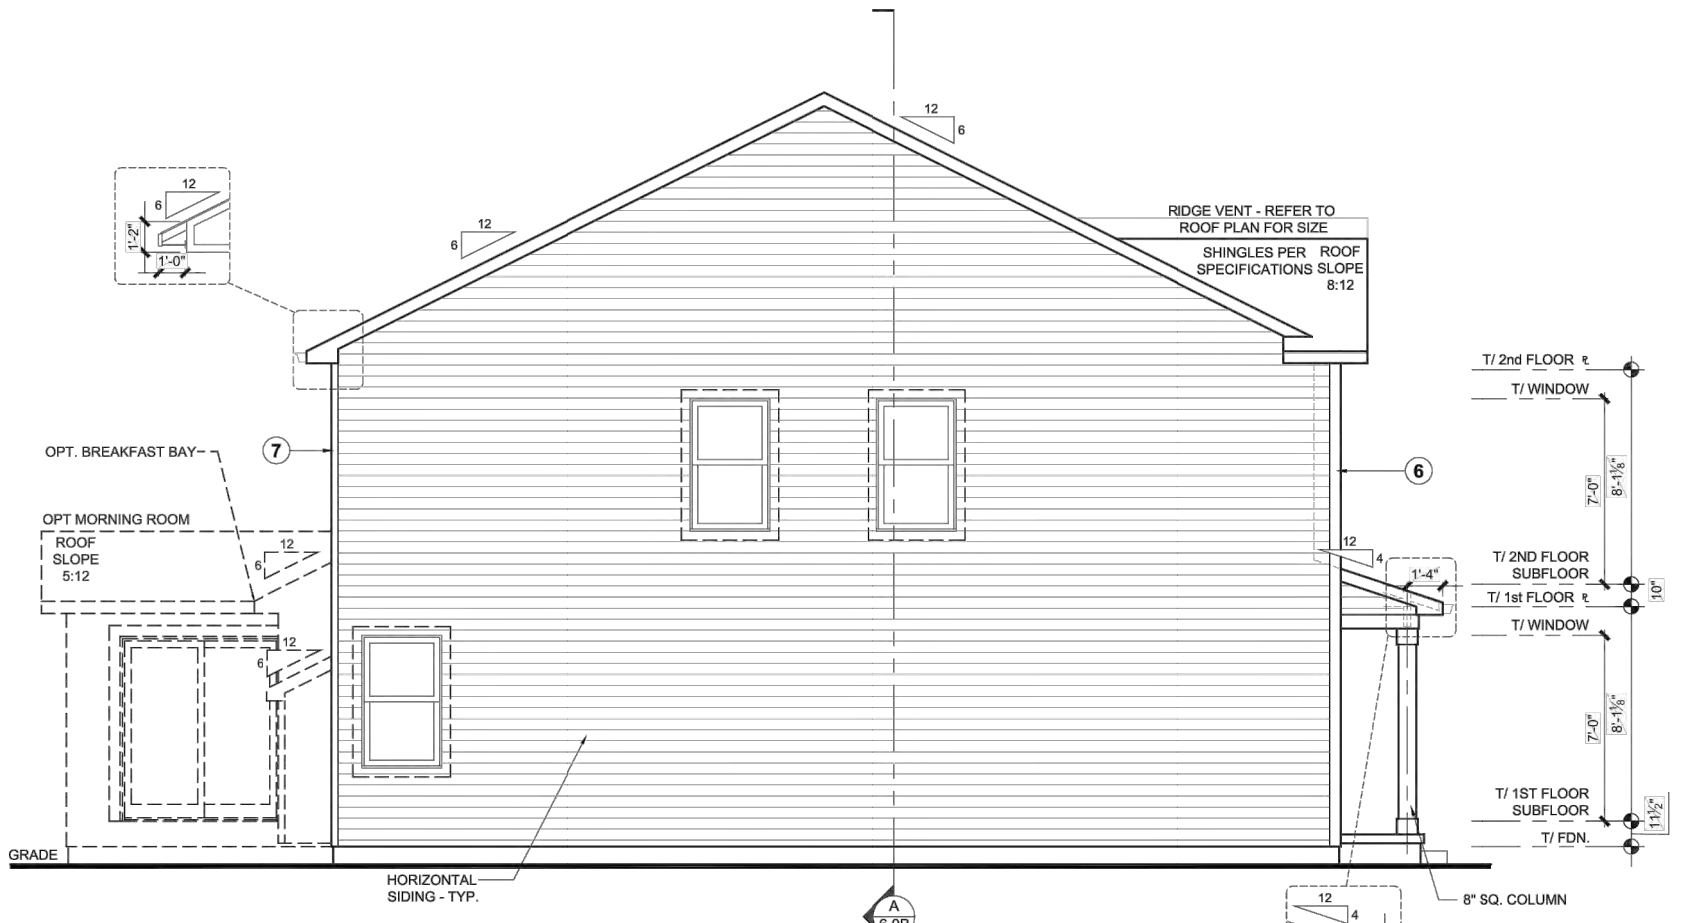 12
6
12
6
12
6
1'-2"
1'-0"
RIDGE VENT - REFER TO
ROOF PLAN FOR SIZE
SHINGLES PER
SPECIFICATIONS
ROOF
SLOPE
8:12
T/ 2nd FLOOR ℄
T/ WINDOW
7'-0"
8'-1⅛"
OPT. BREAKFAST BAY
7
6
OPT MORNING ROOM
ROOF
SLOPE
5:12
12
6
12
4
1'-4"
T/ 2ND FLOOR
SUBFLOOR
10"
T/ 1st FLOOR ℄
T/ WINDOW
12
6
7'-0"
8'-1⅛"
T/ 1ST FLOOR
SUBFLOOR
11½"
T/ FDN.
GRADE
HORIZONTAL
SIDING - TYP.
A
8" SQ. COLUMN
12
4